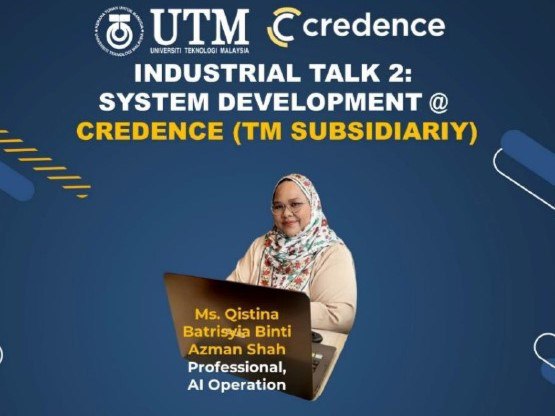 UTM
UNIVERSITI TEKNOLOGI MALAYSIA
credence
INDUSTRIAL TALK 2:
SYSTEM DEVELOPMENT @
CREDENCE (TM SUBSIDIARIY)
Ms. Qistina
Batrisyia Binti
Azman Shah
Professional,
AI Operation